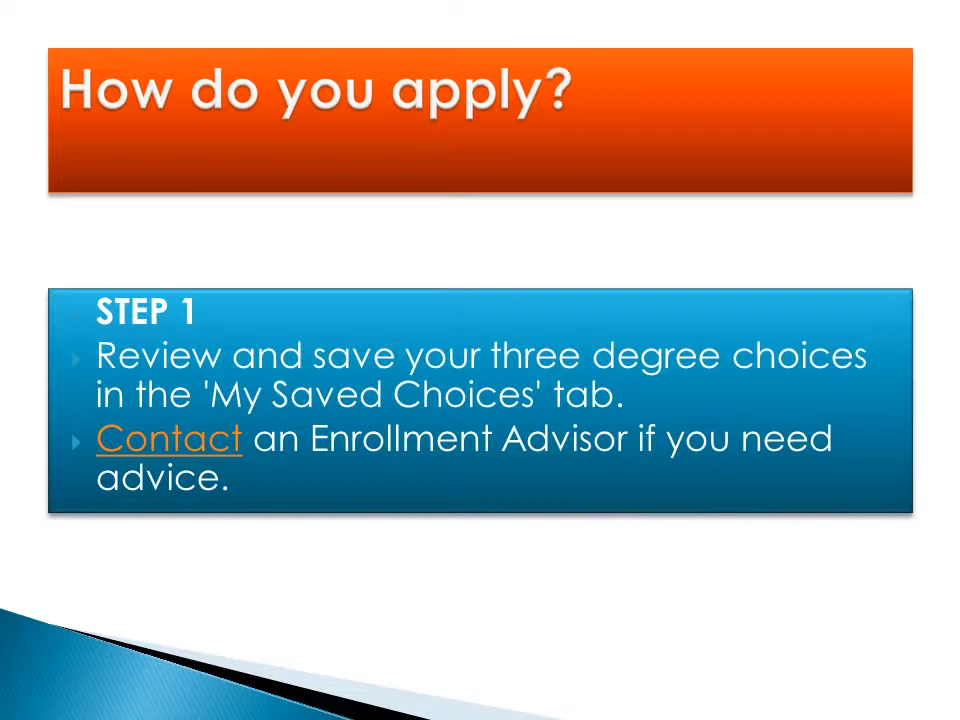 How do you apply?
STEP 1
Review and save your three degree choices
in the 'My Saved Choices' tab.
Contact an Enrollment Advisor if you need
advice.